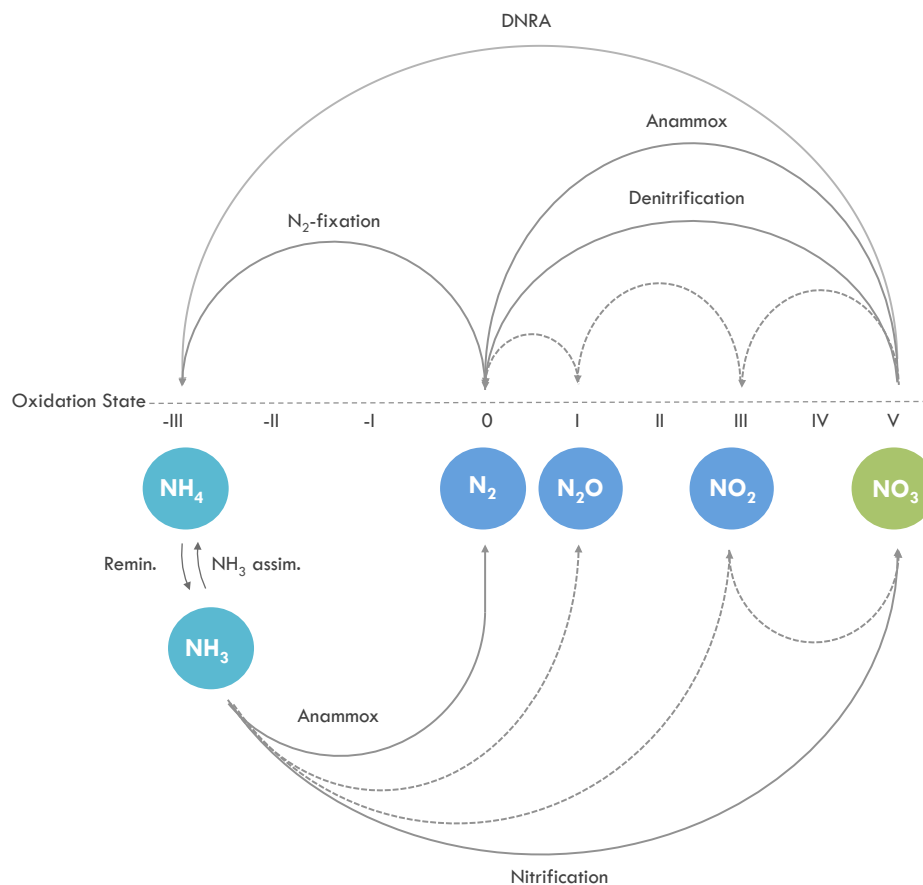 DNRA
Anammox
Denitrification
N₂-fixation
Oxidation State
-III -II -I 0 I II III IV V
NH₄ N₂ N₂O NO₂ NO₃
Remin. NH₃ assim.
NH₃
Anammox
Nitrification